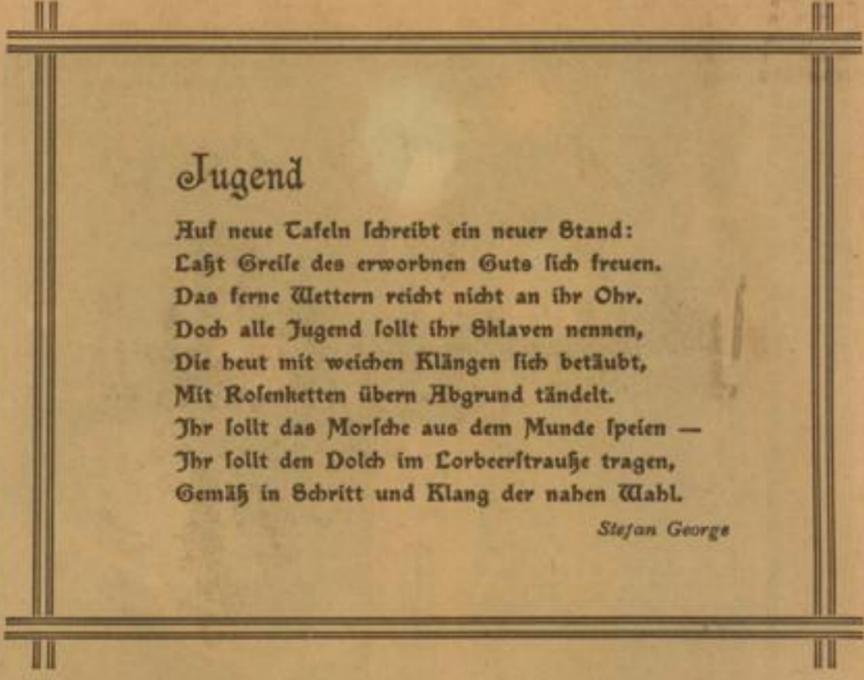 Jugend
Auf neue Tafeln schreibt ein neuer Stand:
Laßt Greise des erworbnen Guts sich freuen.
Das ferne Wettern reicht nicht an ihr Ohr.
Doch alle Jugend sollt ihr Sklaven nennen,
Die heut mit weichen Klängen sich betäubt,
Mit Rosenketten übern Abgrund tändelt.
Ihr sollt das Morsche aus dem Munde speien —
Ihr sollt den Dolch im Lorbeerstrauße tragen,
Gemäß in Schritt und Klang der nahen Wahl.
Stefan George